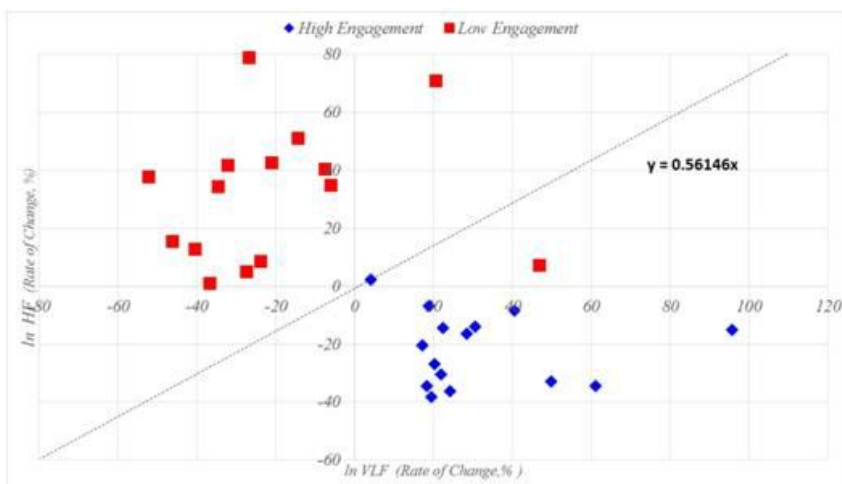 High Engagement Low Engagement
80
60
40
20
0
-20
-40
-60
-80 -60 -40 -20 0 20 40 60 80 100 120
y = 0.56146x
ln HF (Rate of Change, %)
ln VLF (Rate of Change,% )